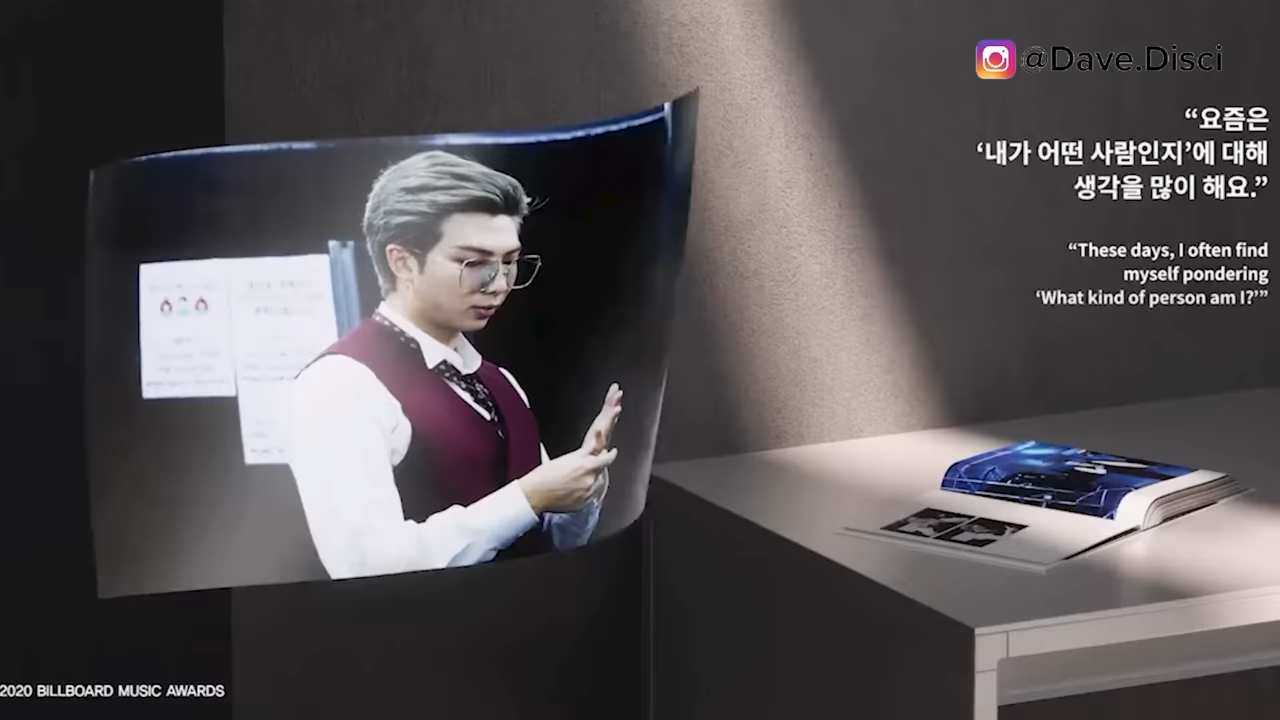 @Dave.Disci
“요즘은
‘내가 어떤 사람인지’에 대해
생각을 많이 해요.”
“These days, I often find
myself pondering
‘What kind of person am I?’”
2020 BILLBOARD MUSIC AWARDS